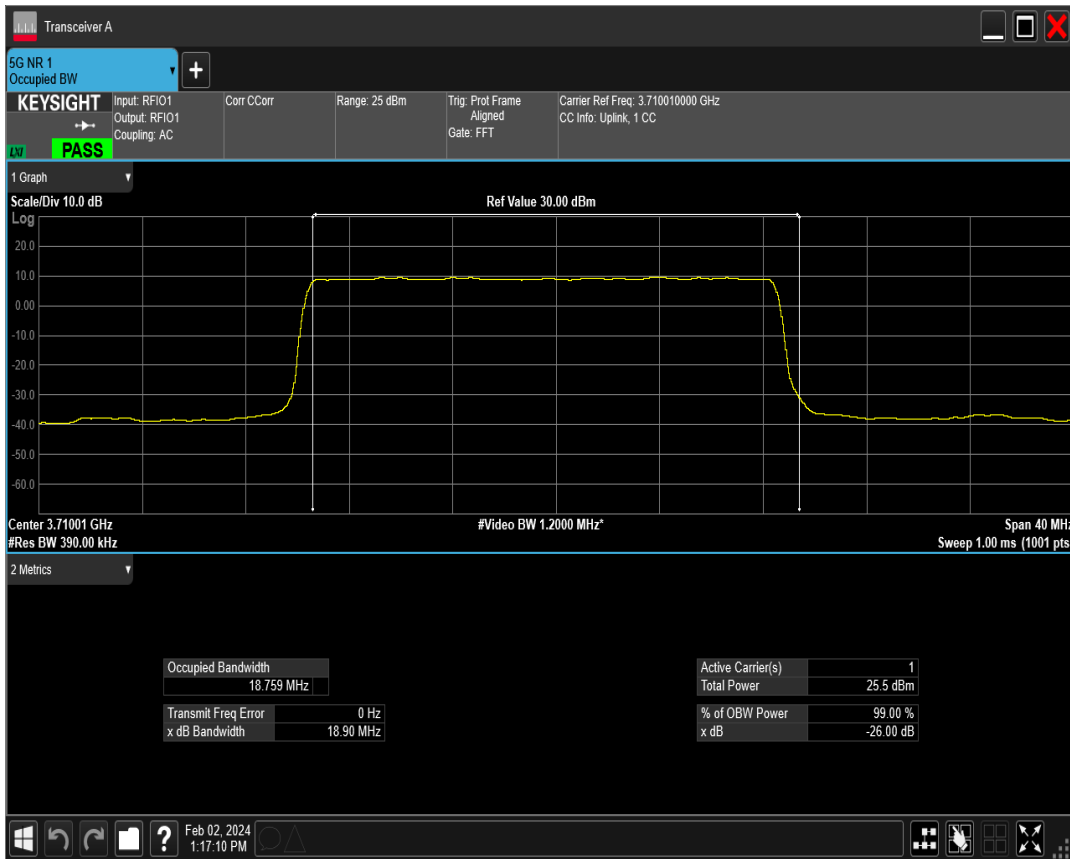 Transceiver A
5G NR 1
Occupied BW
KEYSIGHT
Input: RFIO1
Output: RFIO1
Coupling: AC
Corr CCorr
Range: 25 dBm
Trig: Prot Frame
Aligned
Gate: FFT
Carrier Ref Freq: 3.710010000 GHz
CC Info: Uplink, 1 CC
LXI
PASS
1 Graph
Scale/Div 10.0 dB
Ref Value 30.00 dBm
Log
20.0
10.0
0.00
-10.0
-20.0
-30.0
-40.0
-50.0
-60.0
Center 3.71001 GHz
#Video BW 1.2000 MHz*
Span 40 MHz
#Res BW 390.00 kHz
Sweep 1.00 ms (1001 pts
2 Metrics
Occupied Bandwidth
18.759 MHz
Transmit Freq Error 0 Hz
x dB Bandwidth 18.90 MHz
Active Carrier(s) 1
Total Power 25.5 dBm
% of OBW Power 99.00 %
x dB -26.00 dB
?
Feb 02, 2024
1:17:10 PM